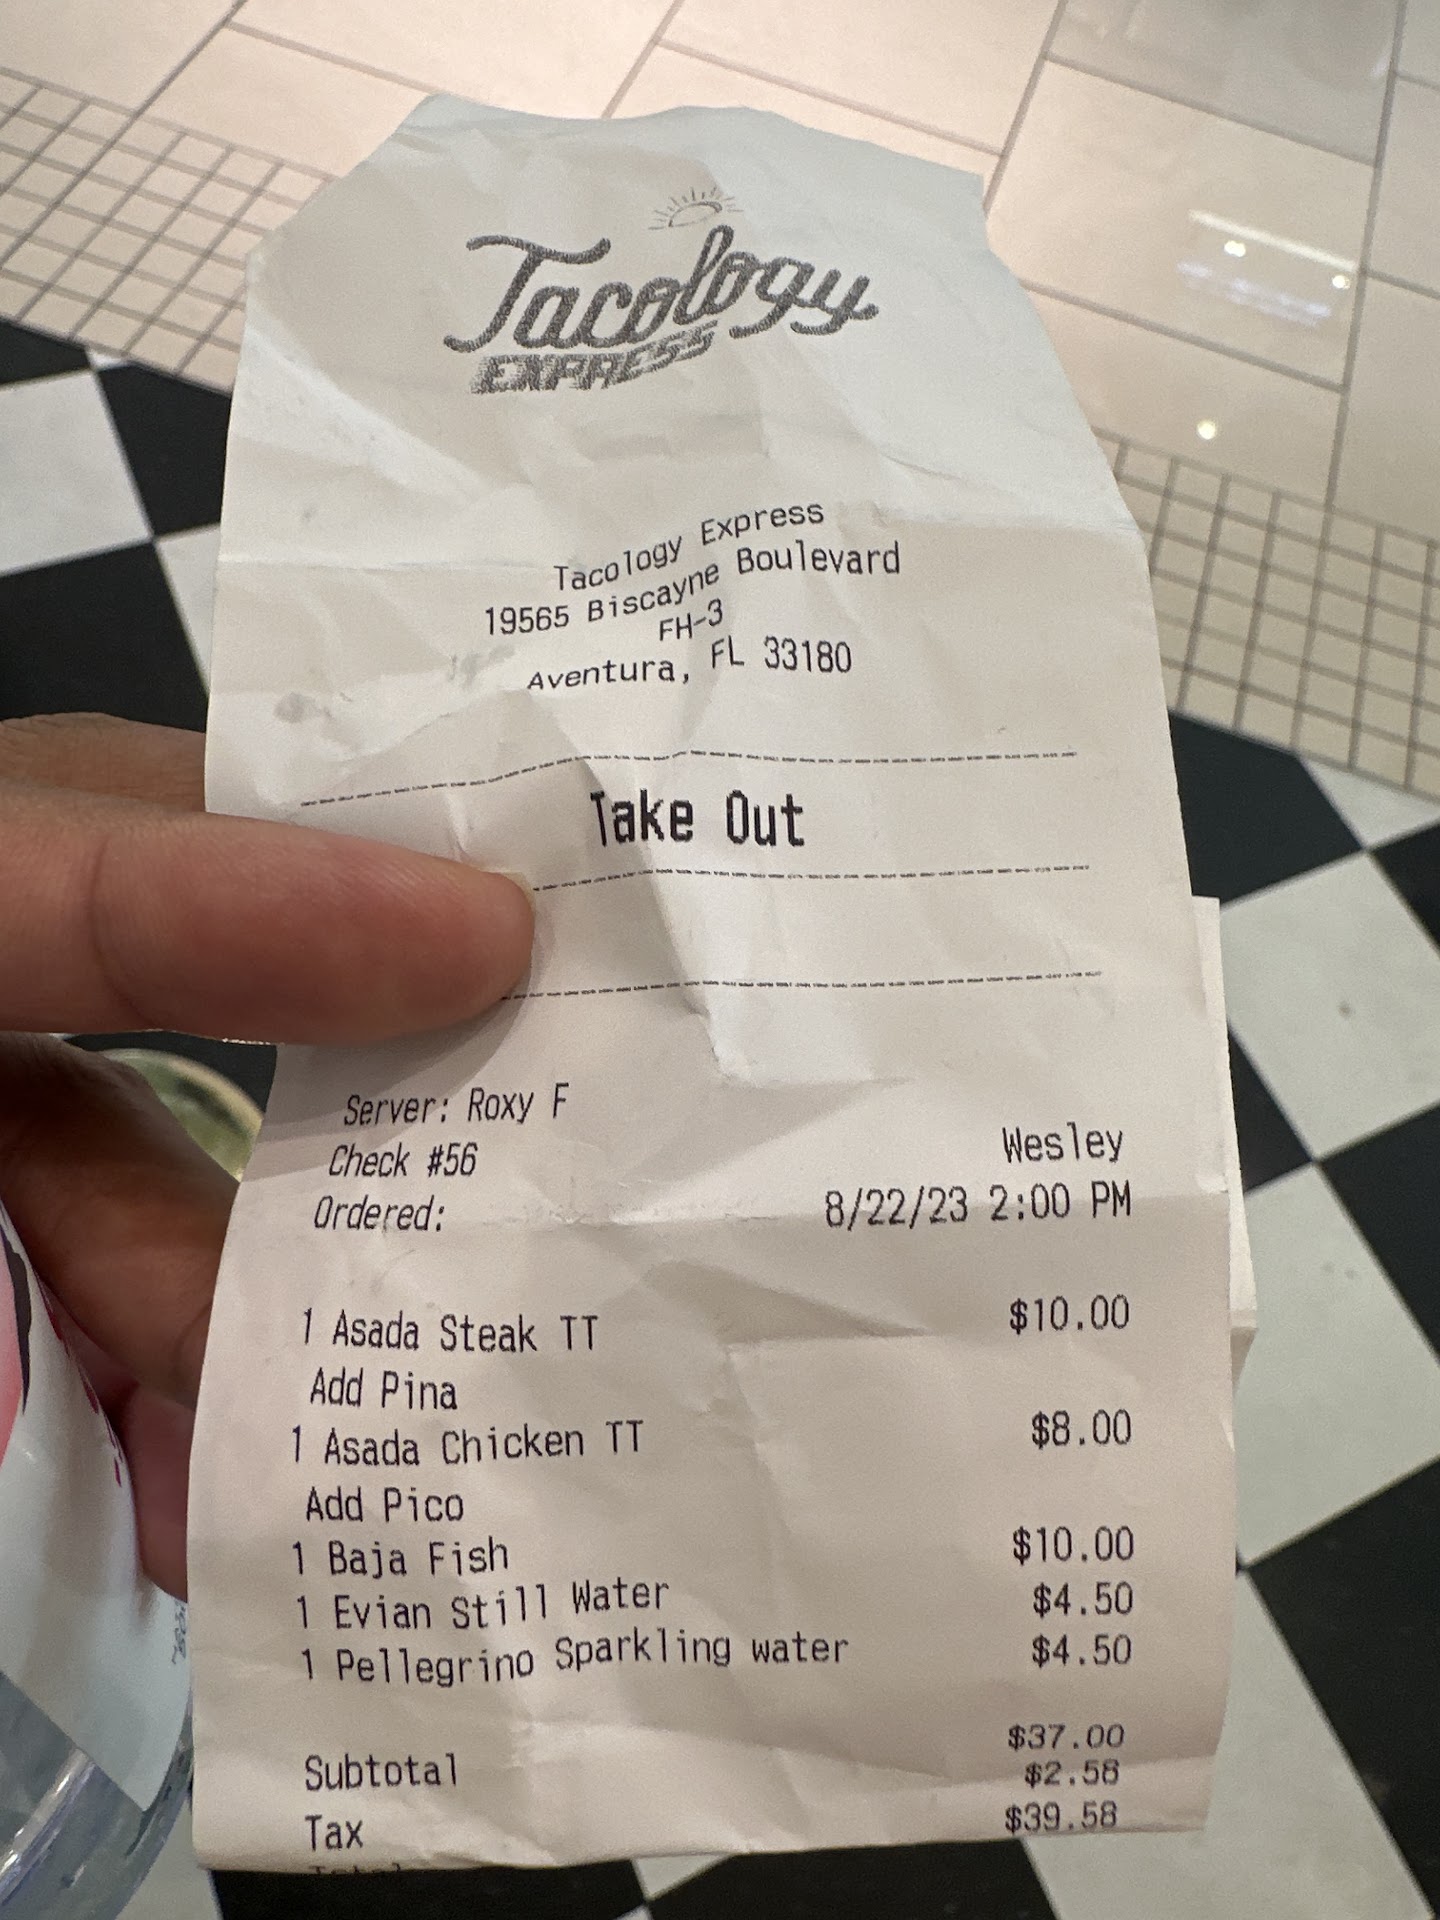 Tacology
EXPRESS
Tacology Express
19565 Biscayne Boulevard
FH-3
Aventura, FL 33180
Take Out
Server: Roxy F
Check #56 Wesley
Ordered: 8/22/23 2:00 PM
1 Asada Steak TT $10.00
Add Pina
1 Asada Chicken TT $8.00
Add Pico
1 Baja Fish $10.00
1 Evian Still Water $4.50
1 Pellegrino Sparkling water $4.50
Subtotal $37.00
Tax $2.58
Total $39.58